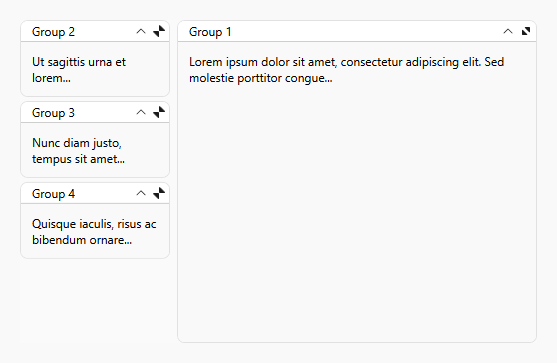 Group 2
Ut sagittis urna et
lorem...
Group 3
Nunc diam justo,
tempus sit amet...
Group 4
Quisque iaculis, risus ac
bibendum ornare...
Group 1
Lorem ipsum dolor sit amet, consectetur adipiscing elit. Sed
molestie porttitor congue...